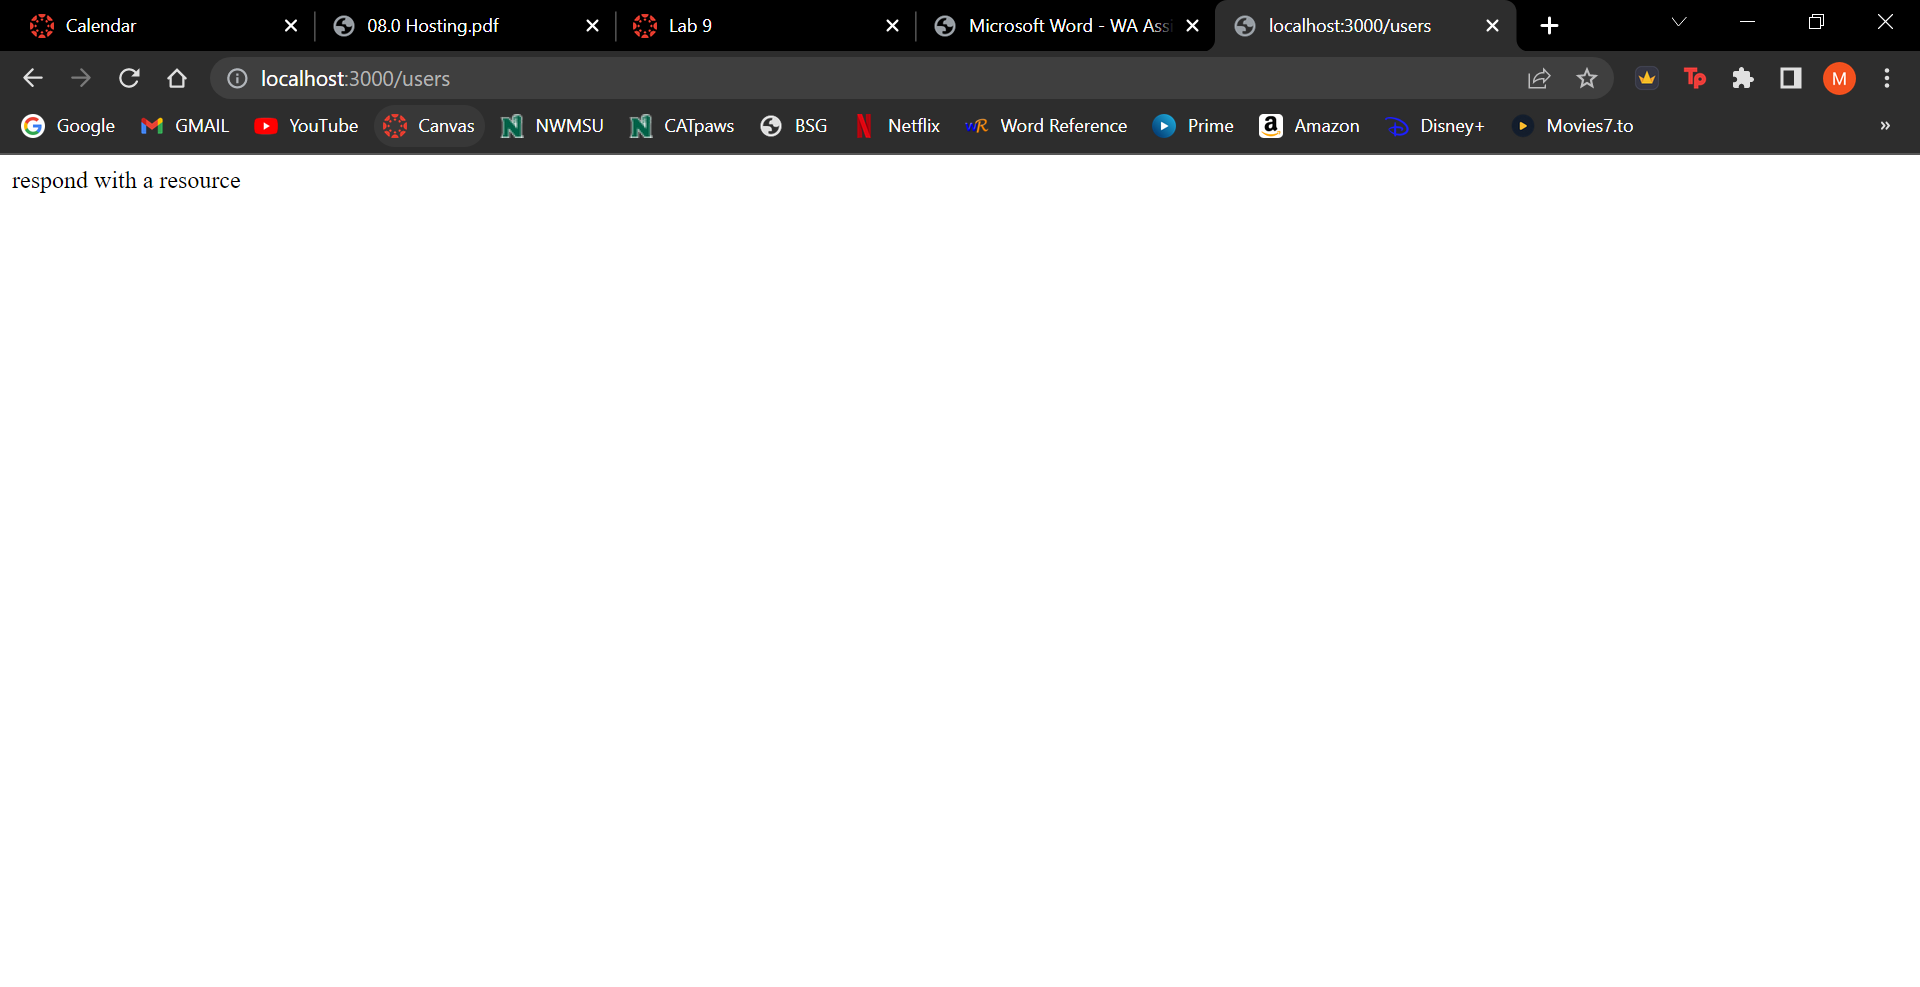 Calendar
08.0 Hosting.pdf
Lab 9
Microsoft Word - WA Assi
localhost:3000/users
localhost:3000/users
Tp
M
Google
GMAIL
YouTube
Canvas
NWMSU
CATpaws
BSG
Netflix
Word Reference
Prime
Amazon
Disney+
Movies7.to
»
respond with a resource